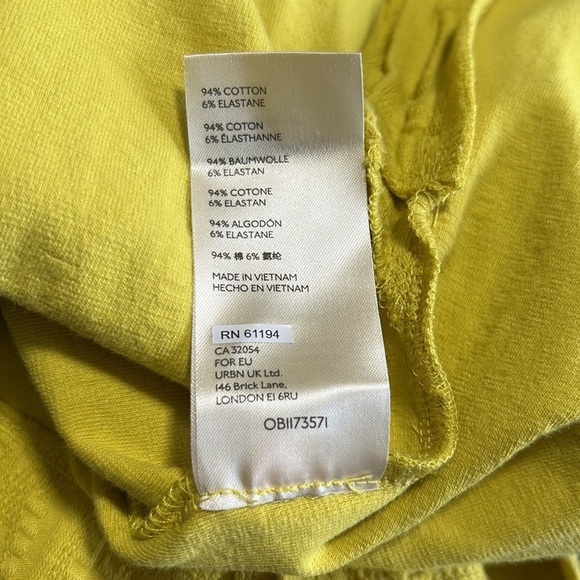 94% COTTON
6% ELASTANE
94% COTON
6% ÉLASTHANNE
94% BAUMWOLLE
6% ELASTAN
94% COTONE
6% ELASTAN
94% ALGODÓN
6% ELASTANE
94% 棉 6% 氨纶
MADE IN VIETNAM
HECHO EN VIETNAM
RN 61194
CA 32054
FOR EU
URBN UK Ltd.
146 Brick Lane,
LONDON E1 6RU
OB1173571